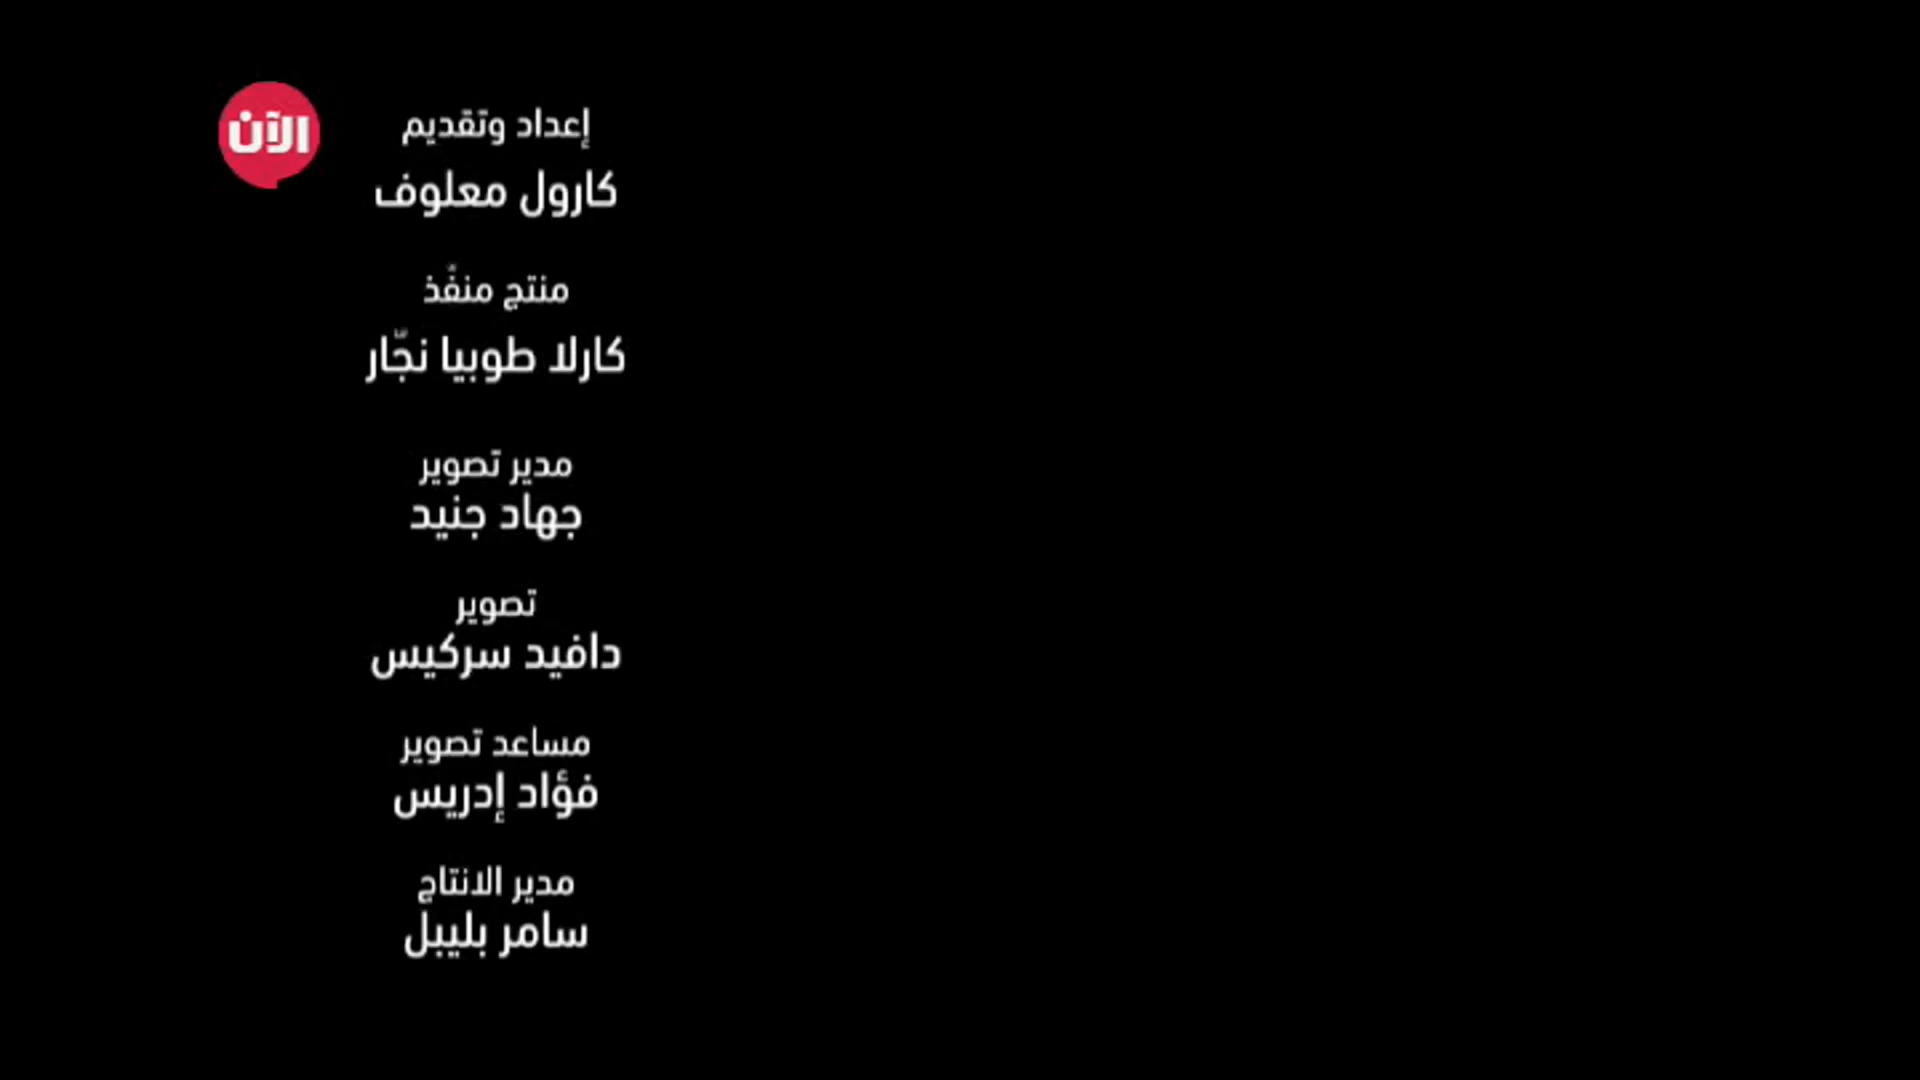 الآن
إعداد وتقديم
كارول معلوف
منتج منفّذ
كارلا طوبيا نجّار
مدير تصوير
جهاد جنيد
تصوير
دافيد سركيس
مساعد تصوير
فؤاد إدريس
مدير الانتاج
سامر بليبل